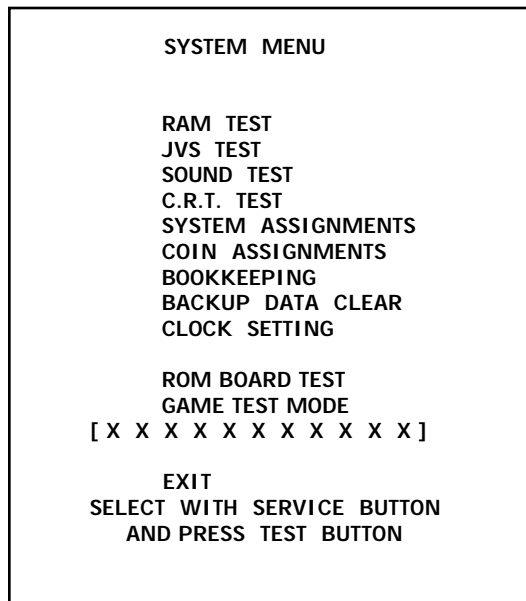 SYSTEM MENU
RAM TEST
JVS TEST
SOUND TEST
C.R.T. TEST
SYSTEM ASSIGNMENTS
COIN ASSIGNMENTS
BOOKKEEPING
BACKUP DATA CLEAR
CLOCK SETTING
ROM BOARD TEST
GAME TEST MODE
[ X X X X X X X X X X X ]
EXIT
SELECT WITH SERVICE BUTTON
AND PRESS TEST BUTTON